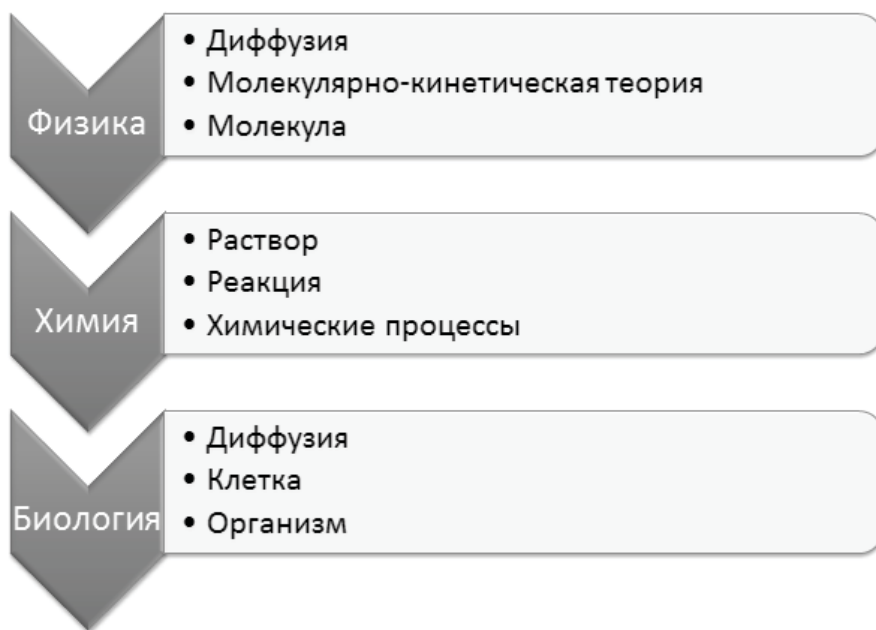 Физика
• Диффузия
• Молекулярно-кинетическая теория
• Молекула
Химия
• Раствор
• Реакция
• Химические процессы
Биология
• Диффузия
• Клетка
• Организм